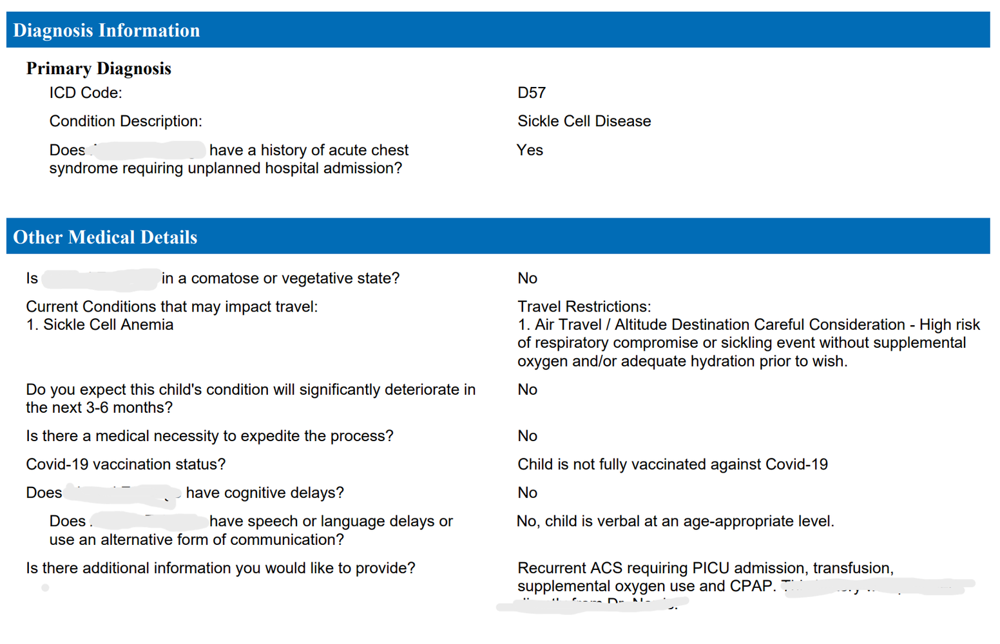 Diagnosis Information
Primary Diagnosis
ICD Code: D57
Condition Description: Sickle Cell Disease
Does have a history of acute chest Yes
syndrome requiring unplanned hospital admission?
Other Medical Details
Is in a comatose or vegetative state? No
Current Conditions that may impact travel: Travel Restrictions:
1. Sickle Cell Anemia 1. Air Travel / Altitude Destination Careful Consideration - High risk
of respiratory compromise or sickling event without supplemental
oxygen and/or adequate hydration prior to wish.
Do you expect this child's condition will significantly deteriorate in No
the next 3-6 months?
Is there a medical necessity to expedite the process? No
Covid-19 vaccination status? Child is not fully vaccinated against Covid-19
Does have cognitive delays? No
Does have speech or language delays or No, child is verbal at an age-appropriate level.
use an alternative form of communication?
Is there additional information you would like to provide? Recurrent ACS requiring PICU admission, transfusion,
supplemental oxygen use and CPAP.